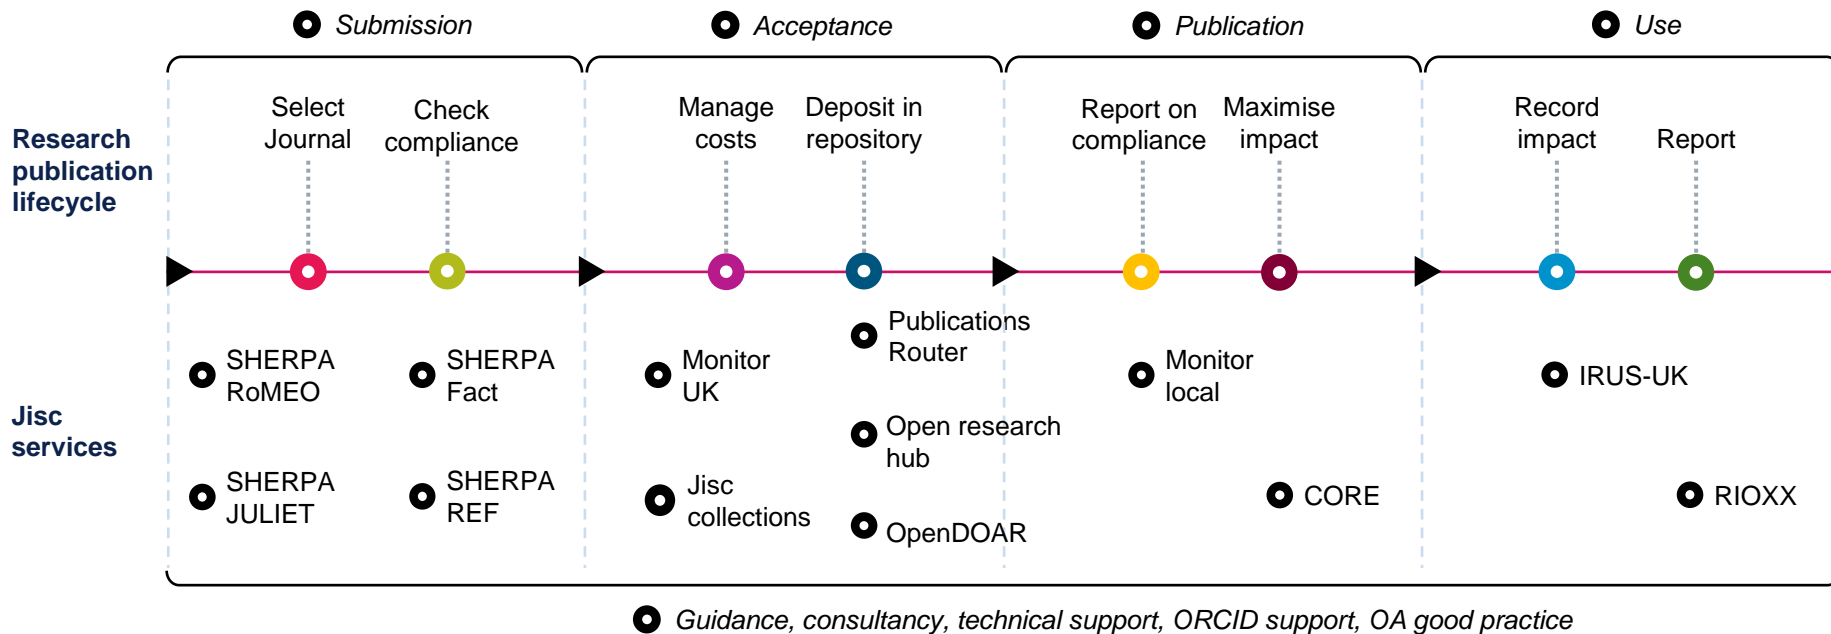 Submission
Acceptance
Publication
Use
Research
publication
lifecycle
Select
Journal
Check
compliance
Manage
costs
Deposit in
repository
Report on
compliance
Maximise
impact
Record
impact
Report
Jisc
services
SHERPA
RoMEO
SHERPA
JULIET
SHERPA
Fact
SHERPA
REF
Monitor
UK
Jisc
collections
Publications
Router
Open research
hub
OpenDOAR
Monitor
local
CORE
IRUS-UK
RIOXX
Guidance, consultancy, technical support, ORCID support, OA good practice